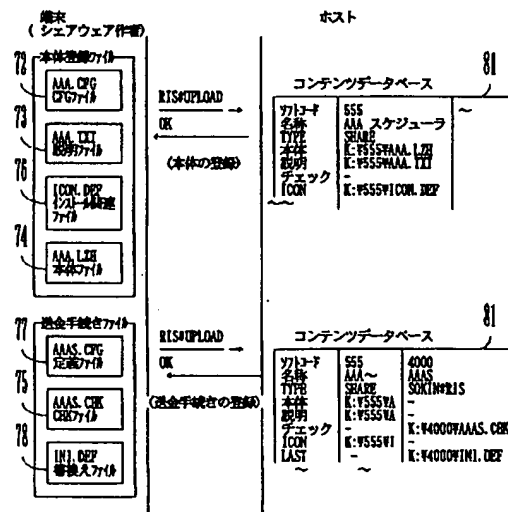 端末
( シェアウェア作者)
ホスト
本体登録ファイル
72
AAA.CFG
CFGファイル
73
AAA.TXT
説明ファイル
76
ICON.DEF
インストール関連
ファイル
74
AAA.LZH
本体ファイル
RIS#UPLOAD
OK
(本体の登録)
コンテンツデータベース
81
ソフトコード 555 ~
名称 AAA スケジューラ
TYPE SHARE
本体 K:¥555¥AAA.LZH
説明 K:¥555¥AAA.TXT
チェック -
ICON K:¥555¥ICON.DEF
~~
送金手続きファイル
77
AAAS.CFG
定義ファイル
75
AAAS.CHK
CHKファイル
78
INI.DEF
書換えファイル
RIS#UPLOAD
OK
(送金手続きの登録)
コンテンツデータベース
81
ソフトコード 555 4000
名称 AAA~ AAAS
TYPE SHARE SOKIN#RIS
本体 K:¥555¥A -
説明 K:¥555¥A -
チェック - K:¥4000¥AAAS.CHK
ICON K:¥555¥I -
LAST - K:¥4000¥INI.DEF
~ ~